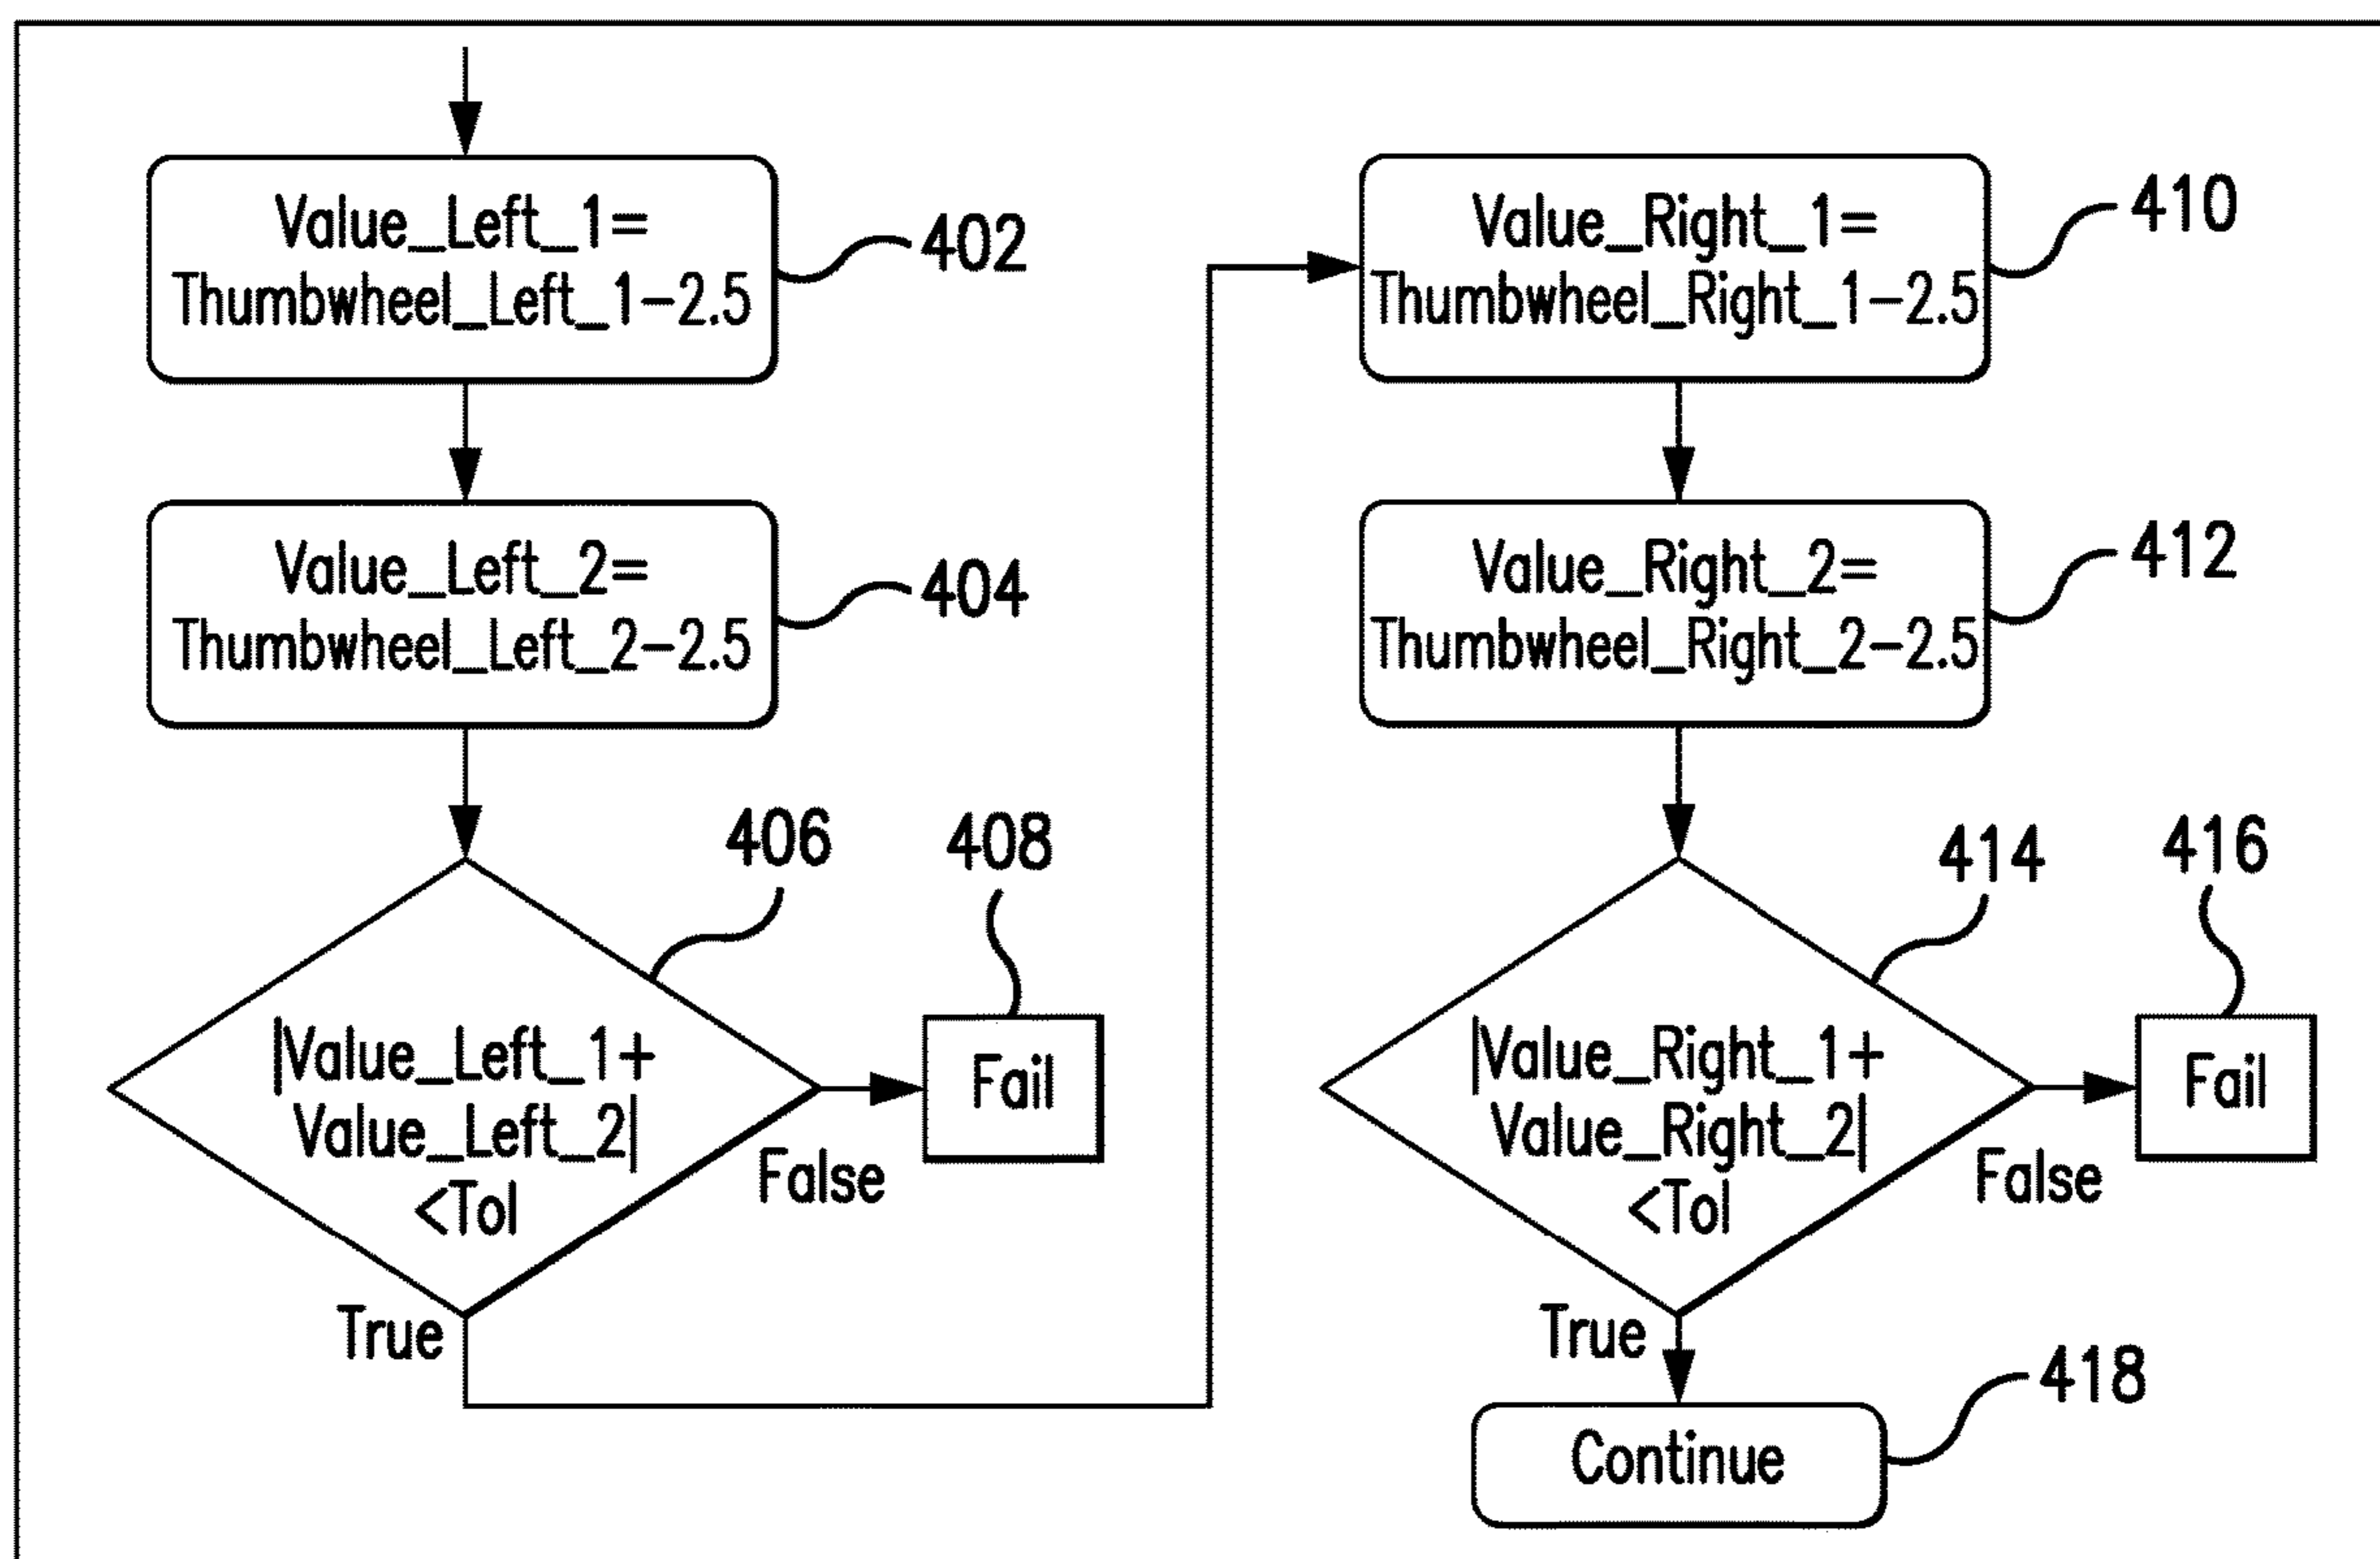 Value_Left_1=
Thumbwheel_Left_1-2.5
402
Value_Left_2=
Thumbwheel_Left_2-2.5
404
406
|Value_Left_1+
Value_Left_2|
<Tol
408
Fail
False
True
Value_Right_1=
Thumbwheel_Right_1-2.5
410
Value_Right_2=
Thumbwheel_Right_2-2.5
412
414
|Value_Right_1+
Value_Right_2|
<Tol
416
Fail
False
True
418
Continue